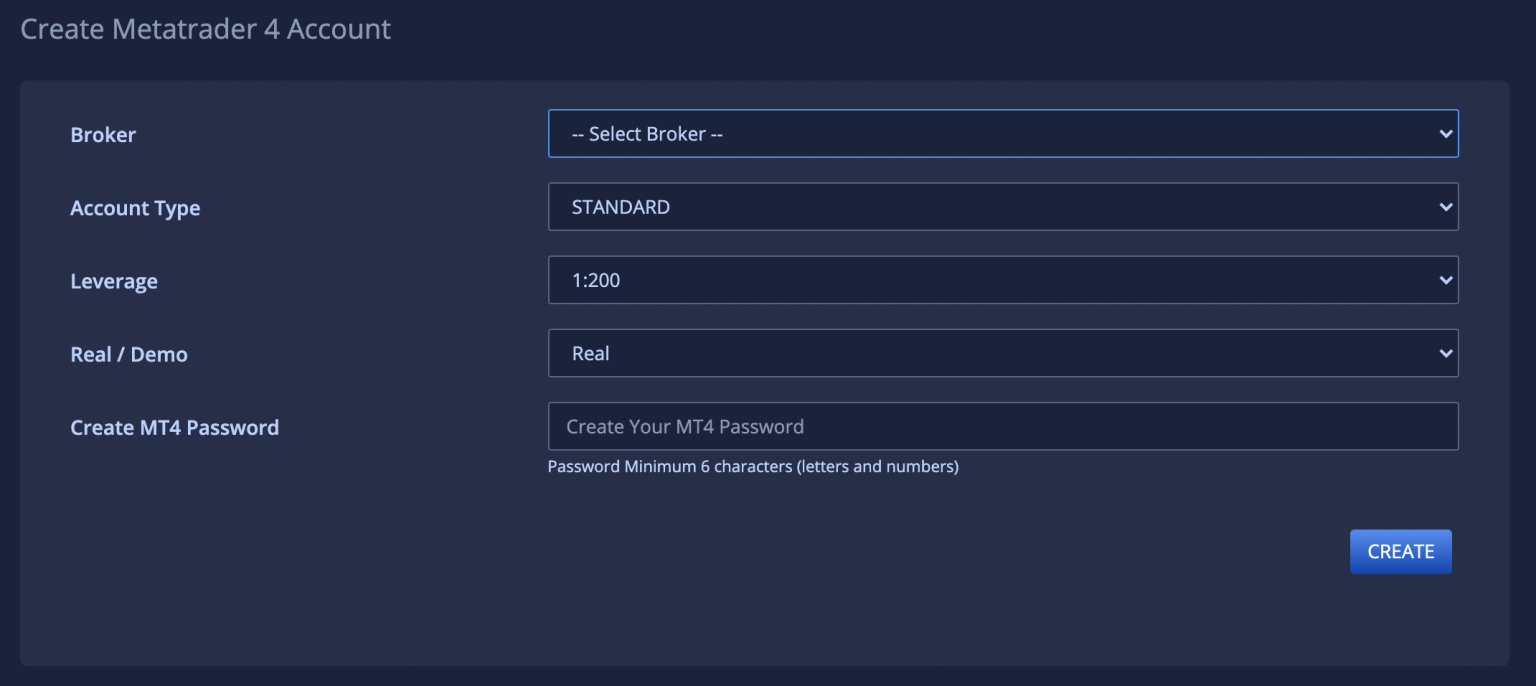 Create Metatrader 4 Account
Broker
-- Select Broker --
Account Type
STANDARD
Leverage
1:200
Real / Demo
Real
Create MT4 Password
Create Your MT4 Password
Password Minimum 6 characters (letters and numbers)
CREATE